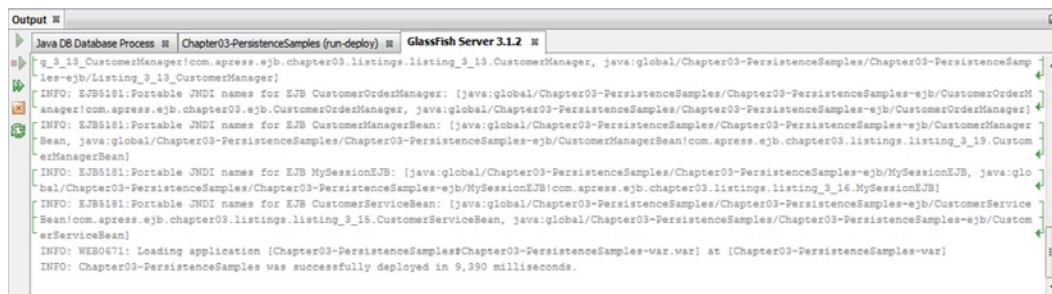 Output
Java DB Database Process Chapter03-PersistenceSamples (run-deploy) GlassFish Server 3.1.2
g_3_13_CustomerManager!com.apress.ejb.chapter03.listings.listing_3_13.CustomerManager, java:global/Chapter03-PersistenceSamples/Chapter03-PersistenceSamp
les-ejb/Listing_3_13_CustomerManager]
INFO: EJB5181:Portable JNDI names for EJB CustomerOrderManager: [java:global/Chapter03-PersistenceSamples/Chapter03-PersistenceSamples-ejb/CustomerOrderM
anager!com.apress.ejb.chapter03.ejb.CustomerOrderManager, java:global/Chapter03-PersistenceSamples/Chapter03-PersistenceSamples-ejb/CustomerOrderManager]
INFO: EJB5181:Portable JNDI names for EJB CustomerManagerBean: [java:global/Chapter03-PersistenceSamples/Chapter03-PersistenceSamples-ejb/CustomerManager
Bean, java:global/Chapter03-PersistenceSamples/Chapter03-PersistenceSamples-ejb/CustomerManagerBean!com.apress.ejb.chapter03.listings.listing_3_19.Custom
erManagerBean]
INFO: EJB5181:Portable JNDI names for EJB MySessionEJB: [java:global/Chapter03-PersistenceSamples/Chapter03-PersistenceSamples-ejb/MySessionEJB, java:glo
bal/Chapter03-PersistenceSamples/Chapter03-PersistenceSamples-ejb/MySessionEJB!com.apress.ejb.chapter03.listings.listing_3_16.MySessionEJB]
INFO: EJB5181:Portable JNDI names for EJB CustomerServiceBean: [java:global/Chapter03-PersistenceSamples/Chapter03-PersistenceSamples-ejb/CustomerService
Bean!com.apress.ejb.chapter03.listings.listing_3_15.CustomerServiceBean, java:global/Chapter03-PersistenceSamples/Chapter03-PersistenceSamples-ejb/Custom
erServiceBean]
INFO: WEB0671: Loading application [Chapter03-PersistenceSamples#Chapter03-PersistenceSamples-war.war] at [Chapter03-PersistenceSamples-war]
INFO: Chapter03-PersistenceSamples was successfully deployed in 9,390 milliseconds.